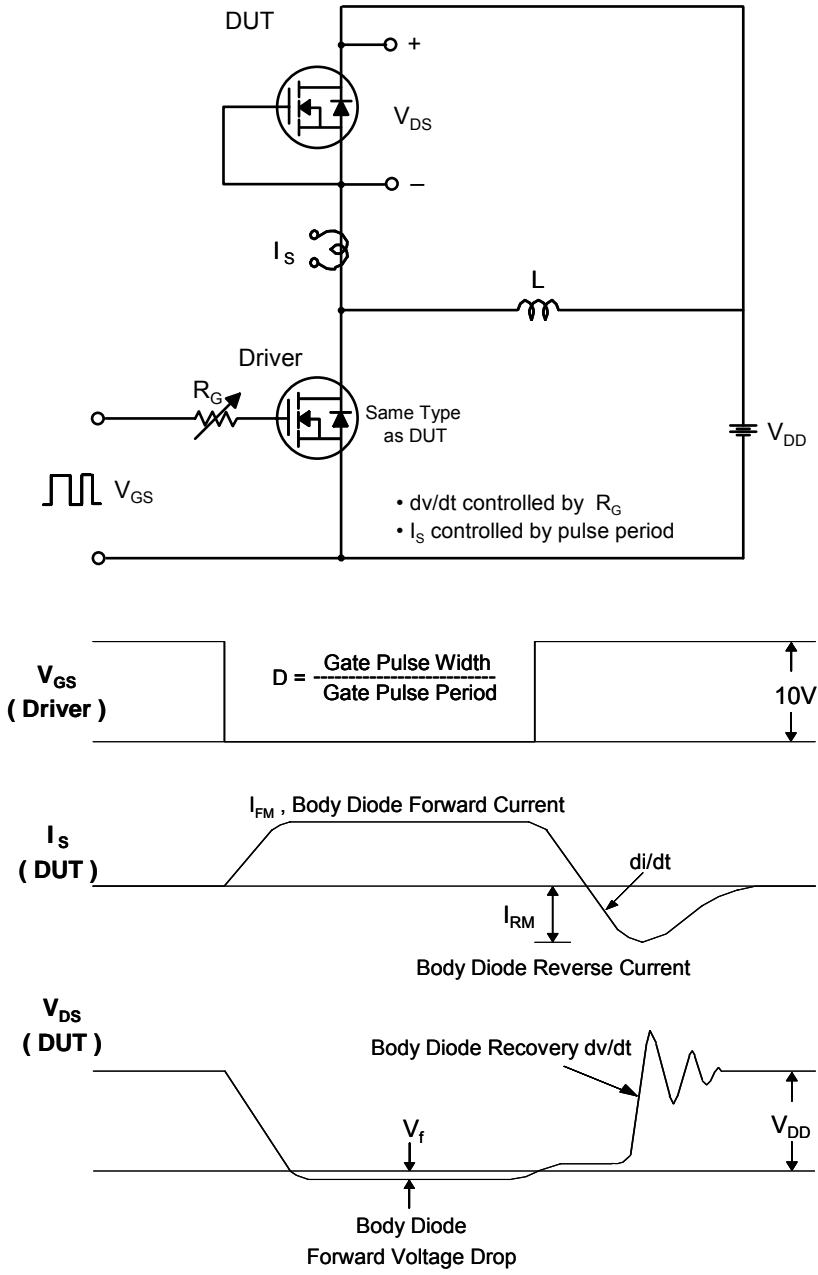 DUT
+
V_DS
–
I_S
L
Driver
R_G
Same Type
as DUT
V_DD
V_GS
• dv/dt controlled by R_G
• I_S controlled by pulse period
V_GS
( Driver )
D = Gate Pulse Width
Gate Pulse Period
10V
I_FM , Body Diode Forward Current
I_S
( DUT )
di/dt
I_RM
Body Diode Reverse Current
V_DS
( DUT )
Body Diode Recovery dv/dt
V_f
V_DD
Body Diode
Forward Voltage Drop